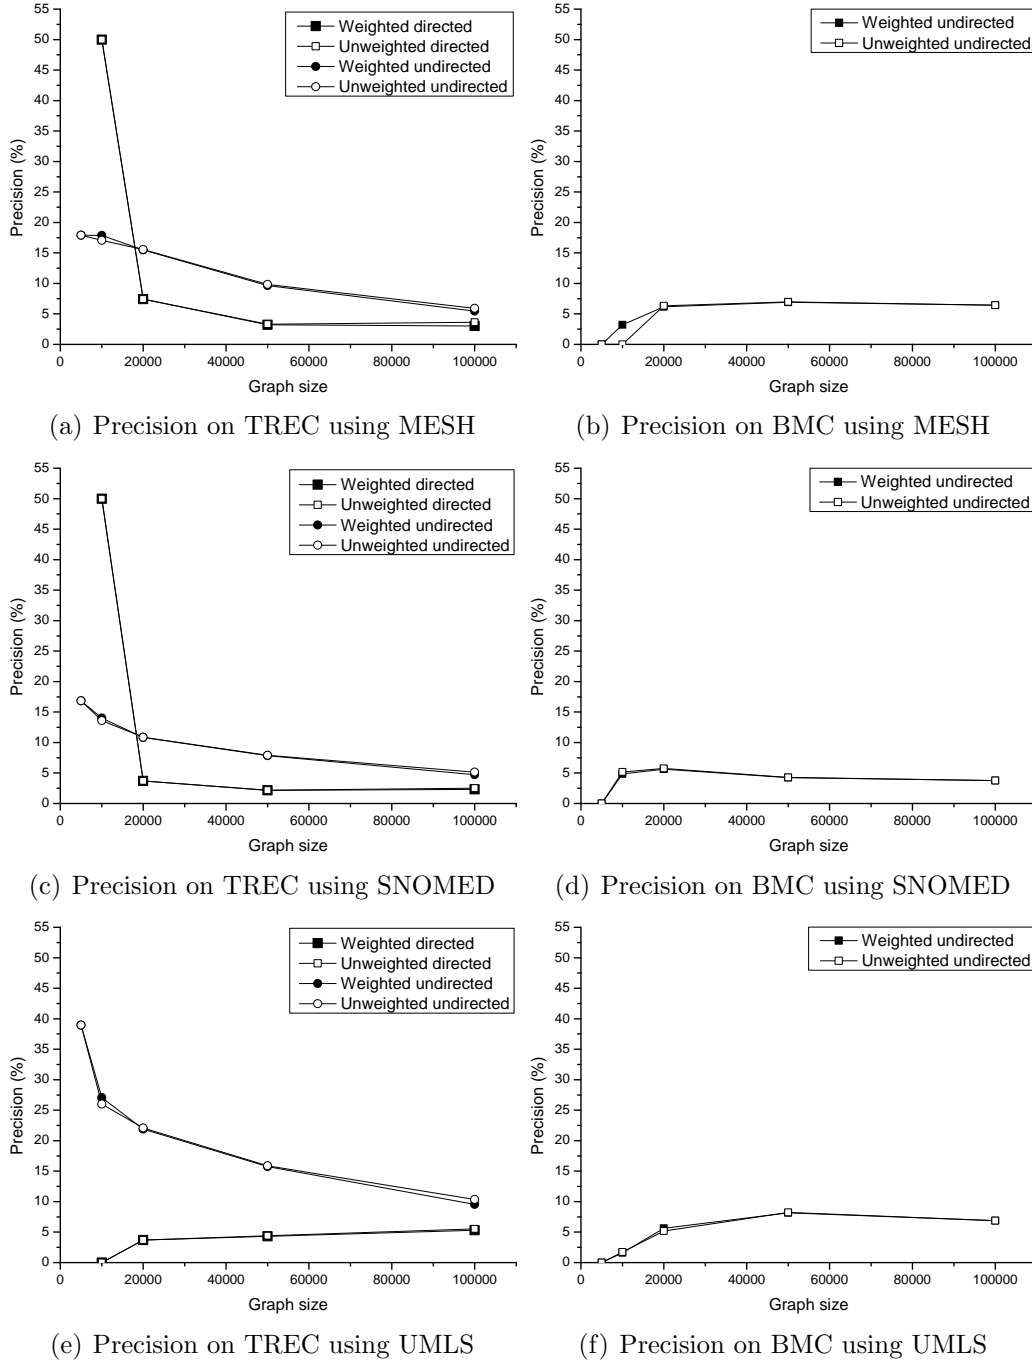 55
50
45
40
35
30
25
20
15
10
5
0
Precision (%)
Weighted directed
Unweighted directed
Weighted undirected
Unweighted undirected
0 20000 40000 60000 80000 100000
Graph size
(a) Precision on TREC using MESH
55
50
45
40
35
30
25
20
15
10
5
0
Precision (%)
Weighted undirected
Unweighted undirected
0 20000 40000 60000 80000 100000
Graph size
(b) Precision on BMC using MESH
55
50
45
40
35
30
25
20
15
10
5
0
Precision (%)
Weighted directed
Unweighted directed
Weighted undirected
Unweighted undirected
0 20000 40000 60000 80000 100000
Graph size
(c) Precision on TREC using SNOMED
55
50
45
40
35
30
25
20
15
10
5
0
Precision (%)
Weighted undirected
Unweighted undirected
0 20000 40000 60000 80000 100000
Graph size
(d) Precision on BMC using SNOMED
55
50
45
40
35
30
25
20
15
10
5
0
Precision (%)
Weighted directed
Unweighted directed
Weighted undirected
Unweighted undirected
0 20000 40000 60000 80000 100000
Graph size
(e) Precision on TREC using UMLS
55
50
45
40
35
30
25
20
15
10
5
0
Precision (%)
Weighted undirected
Unweighted undirected
0 20000 40000 60000 80000 100000
Graph size
(f) Precision on BMC using UMLS